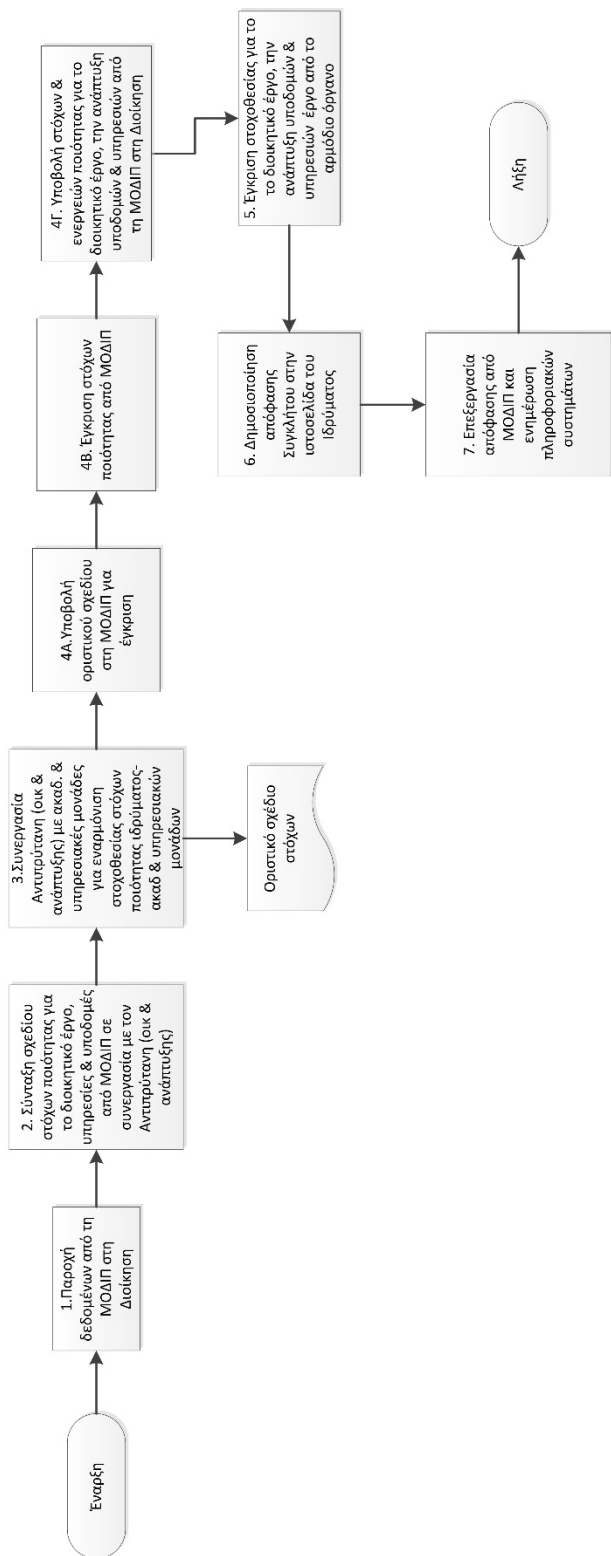 Έναρξη
1.Παροχή
δεδομένων από τη
ΜΟΔΙΠ στη
Διοίκηση
2. Σύνταξη σχεδίου
στόχων ποιότητας για
το διοικητικό έργο,
υπηρεσίες & υποδομές
από ΜΟΔΙΠ σε
συνεργασία με τον
Αντιπρύτανη (οικ &
ανάπτυξης)
3.Συνεργασία
Αντιπρύτανη (οικ &
ανάπτυξης) με ακαδ. &
υπηρεσιακές μονάδες
για εναρμόνιση
στοχοθεσίας στόχων
ποιότητας ιδρύματος-
ακαδ & υπηρεσιακών
μονάδων
Οριστικό σχέδιο
στόχων
4Α.Υποβολή
οριστικού σχεδίου
στη ΜΟΔΙΠ για
έγκριση
4Β. Έγκριση στόχων
ποιότητας από ΜΟΔΙΠ
4Γ. Υποβολή στόχων &
ενεργειών ποιότητας για το
διοικητικό έργο, την ανάπτυξη
υποδομών & υπηρεσιών από
τη ΜΟΔΙΠ στη Διοίκηση
5. Έγκριση στοχοθεσίας για το
το διοικητικό έργο, την
ανάπτυξη υποδομών &
υπηρεσιών έργο από το
αρμόδιο όργανο
6. Δημοσιοποίηση
απόφασης
Συγκλήτου στην
ιστοσελίδα του
Ιδρύματος
7. Επεξεργασία
απόφασης από
ΜΟΔΙΠ και
ενημέρωση
πληροφοριακών
συστημάτων
Λήξη